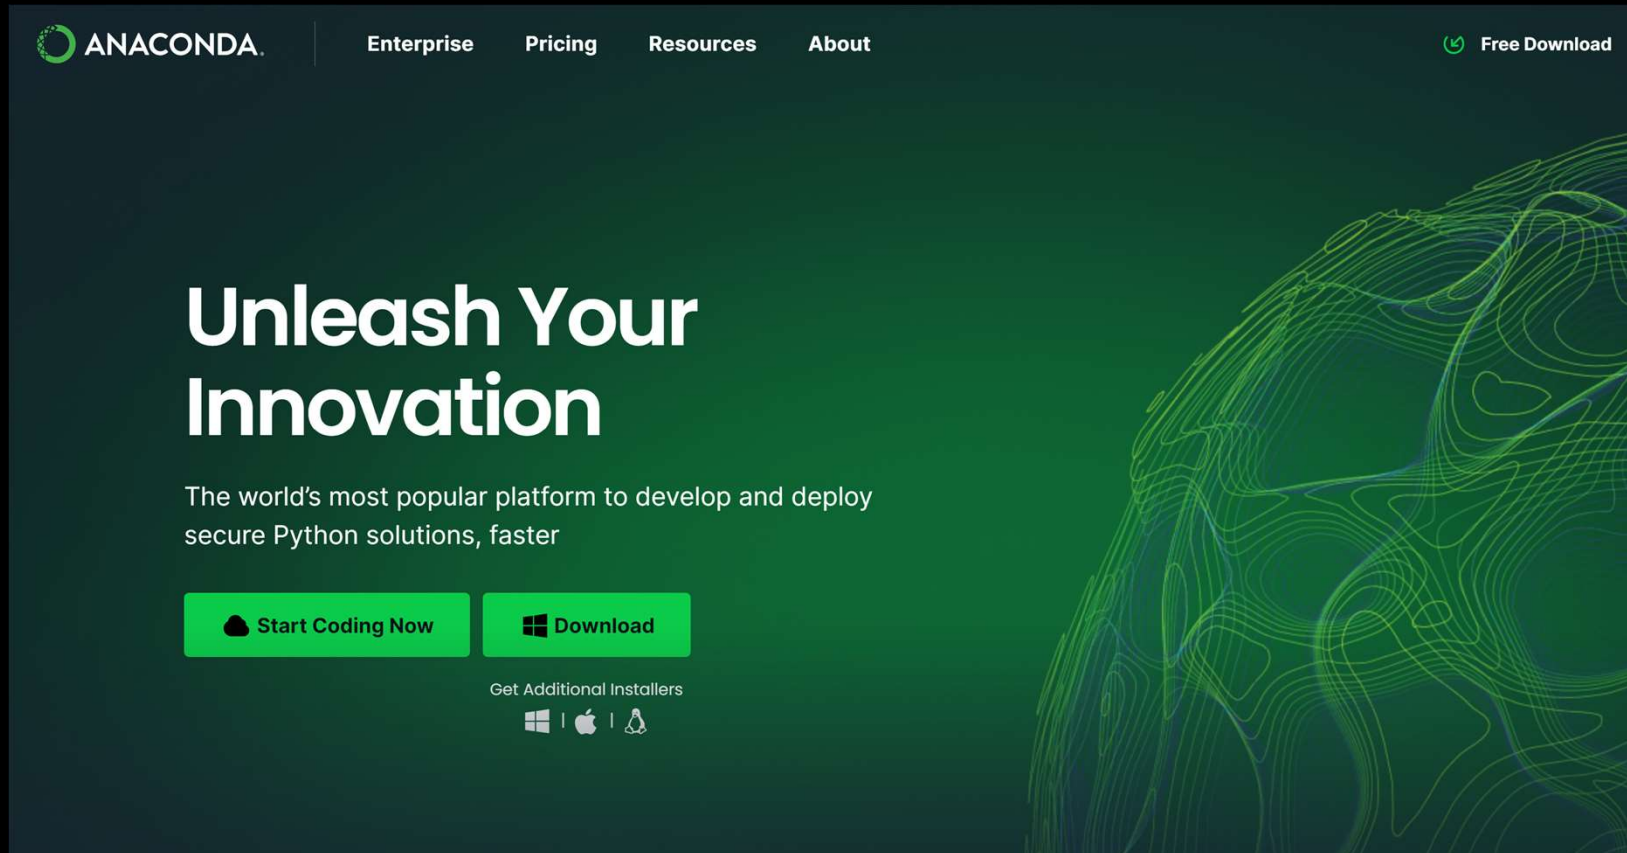 ANACONDA.
Enterprise Pricing Resources About
Free Download
Unleash Your
Innovation
The world’s most popular platform to develop and deploy
secure Python solutions, faster
Start Coding Now
Download
Get Additional Installers